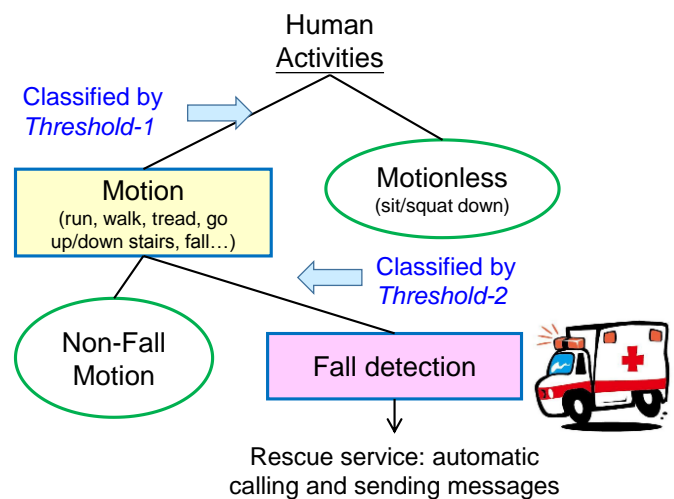 Human
Activities
Classified by
Threshold-1
Motion
(run, walk, tread, go
up/down stairs, fall…)
Motionless
(sit/squat down)
Classified by
Threshold-2
Non-Fall
Motion
Fall detection
Rescue service: automatic
calling and sending messages